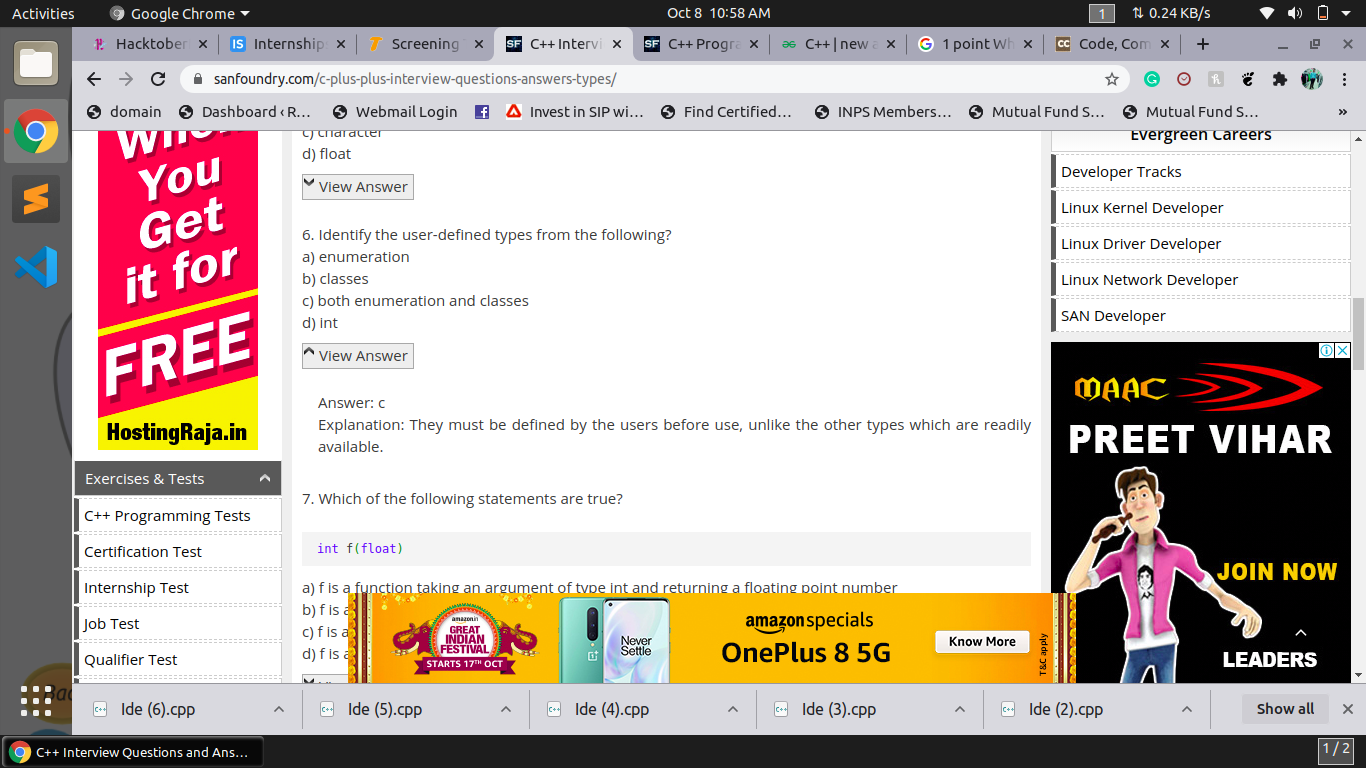 Activities
Google Chrome
Oct 8 10:58 AM
1
0.24 KB/s
Hacktober
Internship
Screening
C++ Intervi
C++ Progra
C++ | new a
1 point Wh
Code, Com
sanfoundry.com/c-plus-plus-interview-questions-answers-types/
domain
Dashboard ‹ R...
Webmail Login
Invest in SIP wi...
Find Certified...
INPS Members...
Mutual Fund S...
Mutual Fund S...
»
When
You
Get
it for
FREE
HostingRaja.in
Exercises & Tests
C++ Programming Tests
Certification Test
Internship Test
Job Test
Qualifier Test
c) character
d) float
View Answer
6. Identify the user-defined types from the following?
a) enumeration
b) classes
c) both enumeration and classes
d) int
View Answer
Answer: c
Explanation: They must be defined by the users before use, unlike the other types which are readily
available.
7. Which of the following statements are true?
int f(float)
a) f is a function taking an argument of type int and returning a floating point number
b) f is a
c) f is a
d) f is a
amazon.in
GREAT
INDIAN
FESTIVAL
STARTS 17TH OCT
Never
Settle
amazon specials
OnePlus 8 5G
Know More
T&C apply
Evergreen Careers
Developer Tracks
Linux Kernel Developer
Linux Driver Developer
Linux Network Developer
SAN Developer
MAAC
PREET VIHAR
JOIN NOW
LEADERS
Ide (6).cpp
Ide (5).cpp
Ide (4).cpp
Ide (3).cpp
Ide (2).cpp
Show all
C++ Interview Questions and Ans...
1 / 2